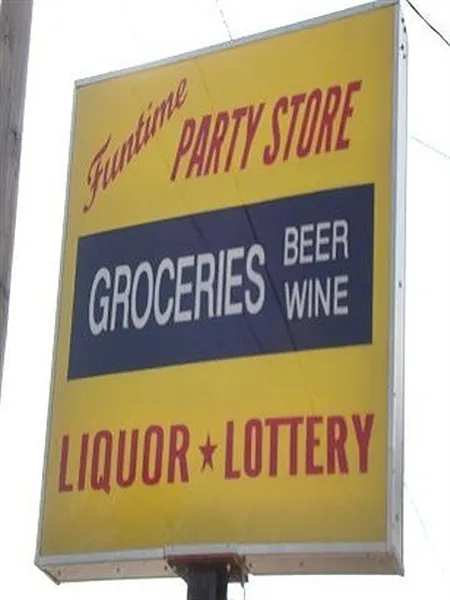 Funtime PARTY STORE
GROCERIES BEER WINE
LIQUOR ★ LOTTERY